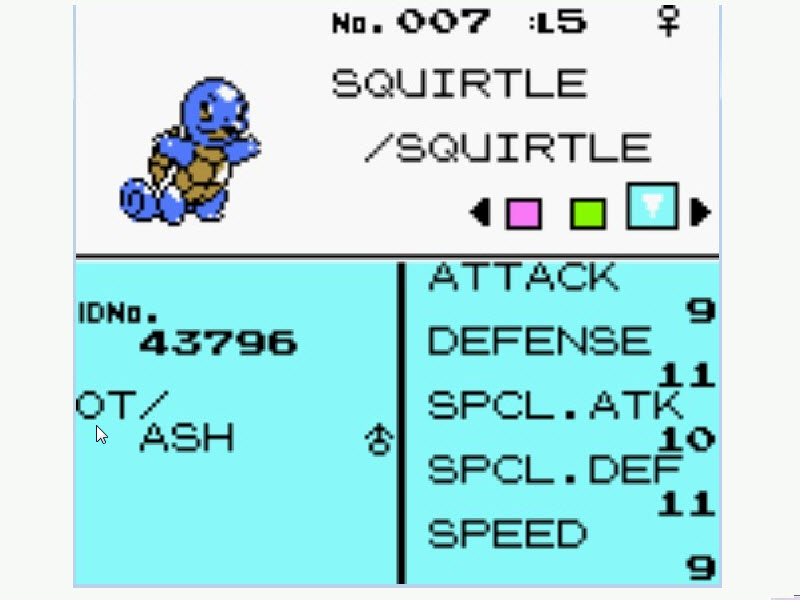 No.007 :L5 ♀
SQUIRTLE
/SQUIRTLE
IDNo.
43796
OT/
ASH ♂
ATTACK
9
DEFENSE
11
SPCL.ATK
10
SPCL.DEF
11
SPEED
9